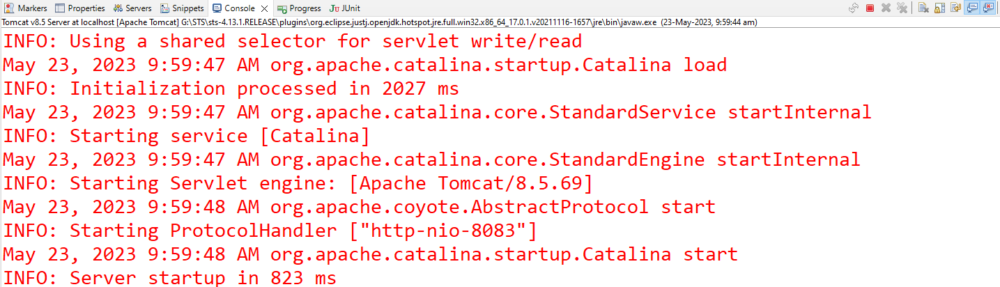 Markers Properties Servers Snippets Console Progress JUnit
Tomcat v8.5 Server at localhost [Apache Tomcat] G:\STS\sts-4.13.1.RELEASE\plugins\org.eclipse.justj.openjdk.hotspot.jre.full.win32.x86_64_17.0.1.v20211116-1657\jre\bin\javaw.exe (23-May-2023, 9:59:44 am)
INFO: Using a shared selector for servlet write/read
May 23, 2023 9:59:47 AM org.apache.catalina.startup.Catalina load
INFO: Initialization processed in 2027 ms
May 23, 2023 9:59:47 AM org.apache.catalina.core.StandardService startInternal
INFO: Starting service [Catalina]
May 23, 2023 9:59:47 AM org.apache.catalina.core.StandardEngine startInternal
INFO: Starting Servlet engine: [Apache Tomcat/8.5.69]
May 23, 2023 9:59:48 AM org.apache.coyote.AbstractProtocol start
INFO: Starting ProtocolHandler ["http-nio-8083"]
May 23, 2023 9:59:48 AM org.apache.catalina.startup.Catalina start
INFO: Server startup in 823 ms